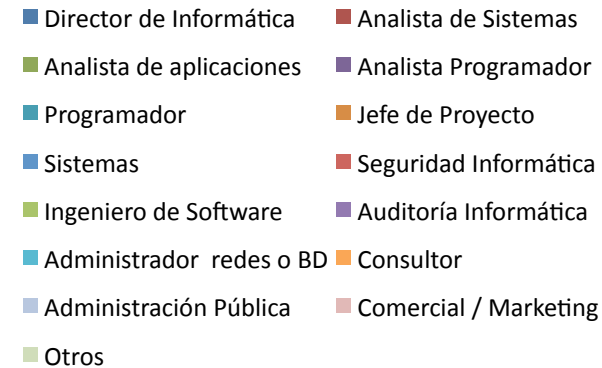 Director de Informática Analista de Sistemas
Analista de aplicaciones Analista Programador
Programador Jefe de Proyecto
Sistemas Seguridad Informática
Ingeniero de Software Auditoría Informática
Administrador redes o BD Consultor
Administración Pública Comercial / Marketing
Otros